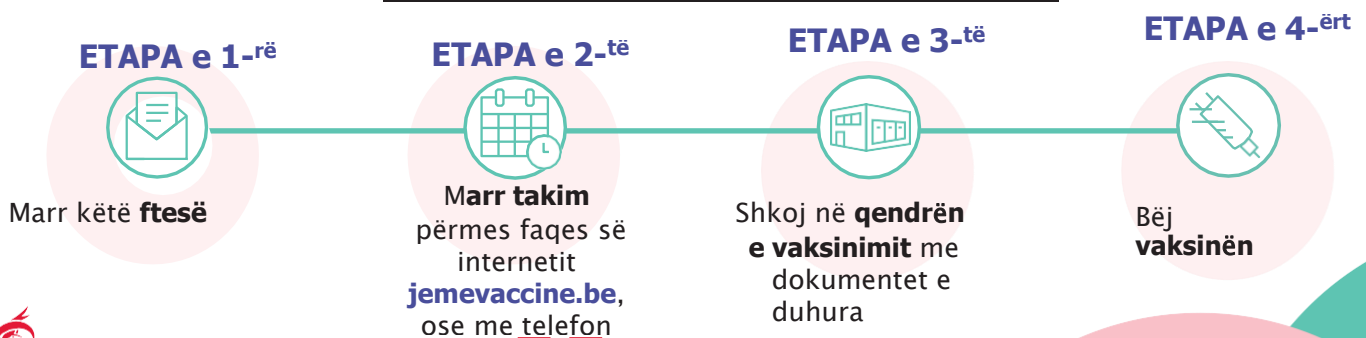 ETAPA e 1-rë
Marr këtë ftesë
ETAPA e 2-të
Marr takim
përmes faqes së
internetit
jemevaccine.be,
ose me telefon
ETAPA e 3-të
Shkoj në qendrën
e vaksinimit me
dokumentet e
duhura
ETAPA e 4-ërt
Bëj
vaksinën